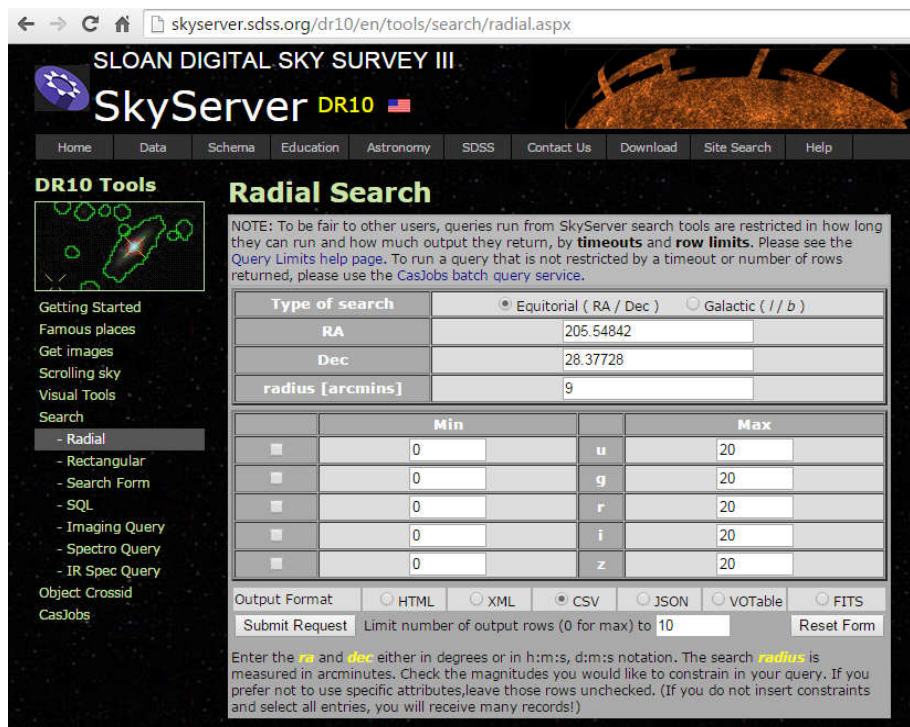 skyserver.sdss.org/dr10/en/tools/search/radial.aspx
SLOAN DIGITAL SKY SURVEY III
SkyServer DR10
Home Data Schema Education Astronomy SDSS Contact Us Download Site Search Help
DR10 Tools
Getting Started
Famous places
Get images
Scrolling sky
Visual Tools
Search
- Radial
- Rectangular
- Search Form
- SQL
- Imaging Query
- Spectro Query
- IR Spec Query
Object Crossid
CasJobs
Radial Search
NOTE: To be fair to other users, queries run from SkyServer search tools are restricted in how long
they can run and how much output they return, by timeouts and row limits. Please see the
Query Limits help page. To run a query that is not restricted by a timeout or number of rows
returned, please use the CasJobs batch query service.
Type of search Equitorial ( RA / Dec ) Galactic ( l / b )
RA 205.54842
Dec 28.37728
radius [arcmins] 9
Min Max
0 u 20
0 g 20
0 r 20
0 i 20
0 z 20
Output Format HTML XML CSV JSON VOTable FITS
Submit Request Limit number of output rows (0 for max) to 10 Reset Form
Enter the ra and dec either in degrees or in h:m:s, d:m:s notation. The search radius is
measured in arcminutes. Check the magnitudes you would like to constrain in your query. If you
prefer not to use specific attributes,leave those rows unchecked. (If you do not insert constraints
and select all entries, you will receive many records!)